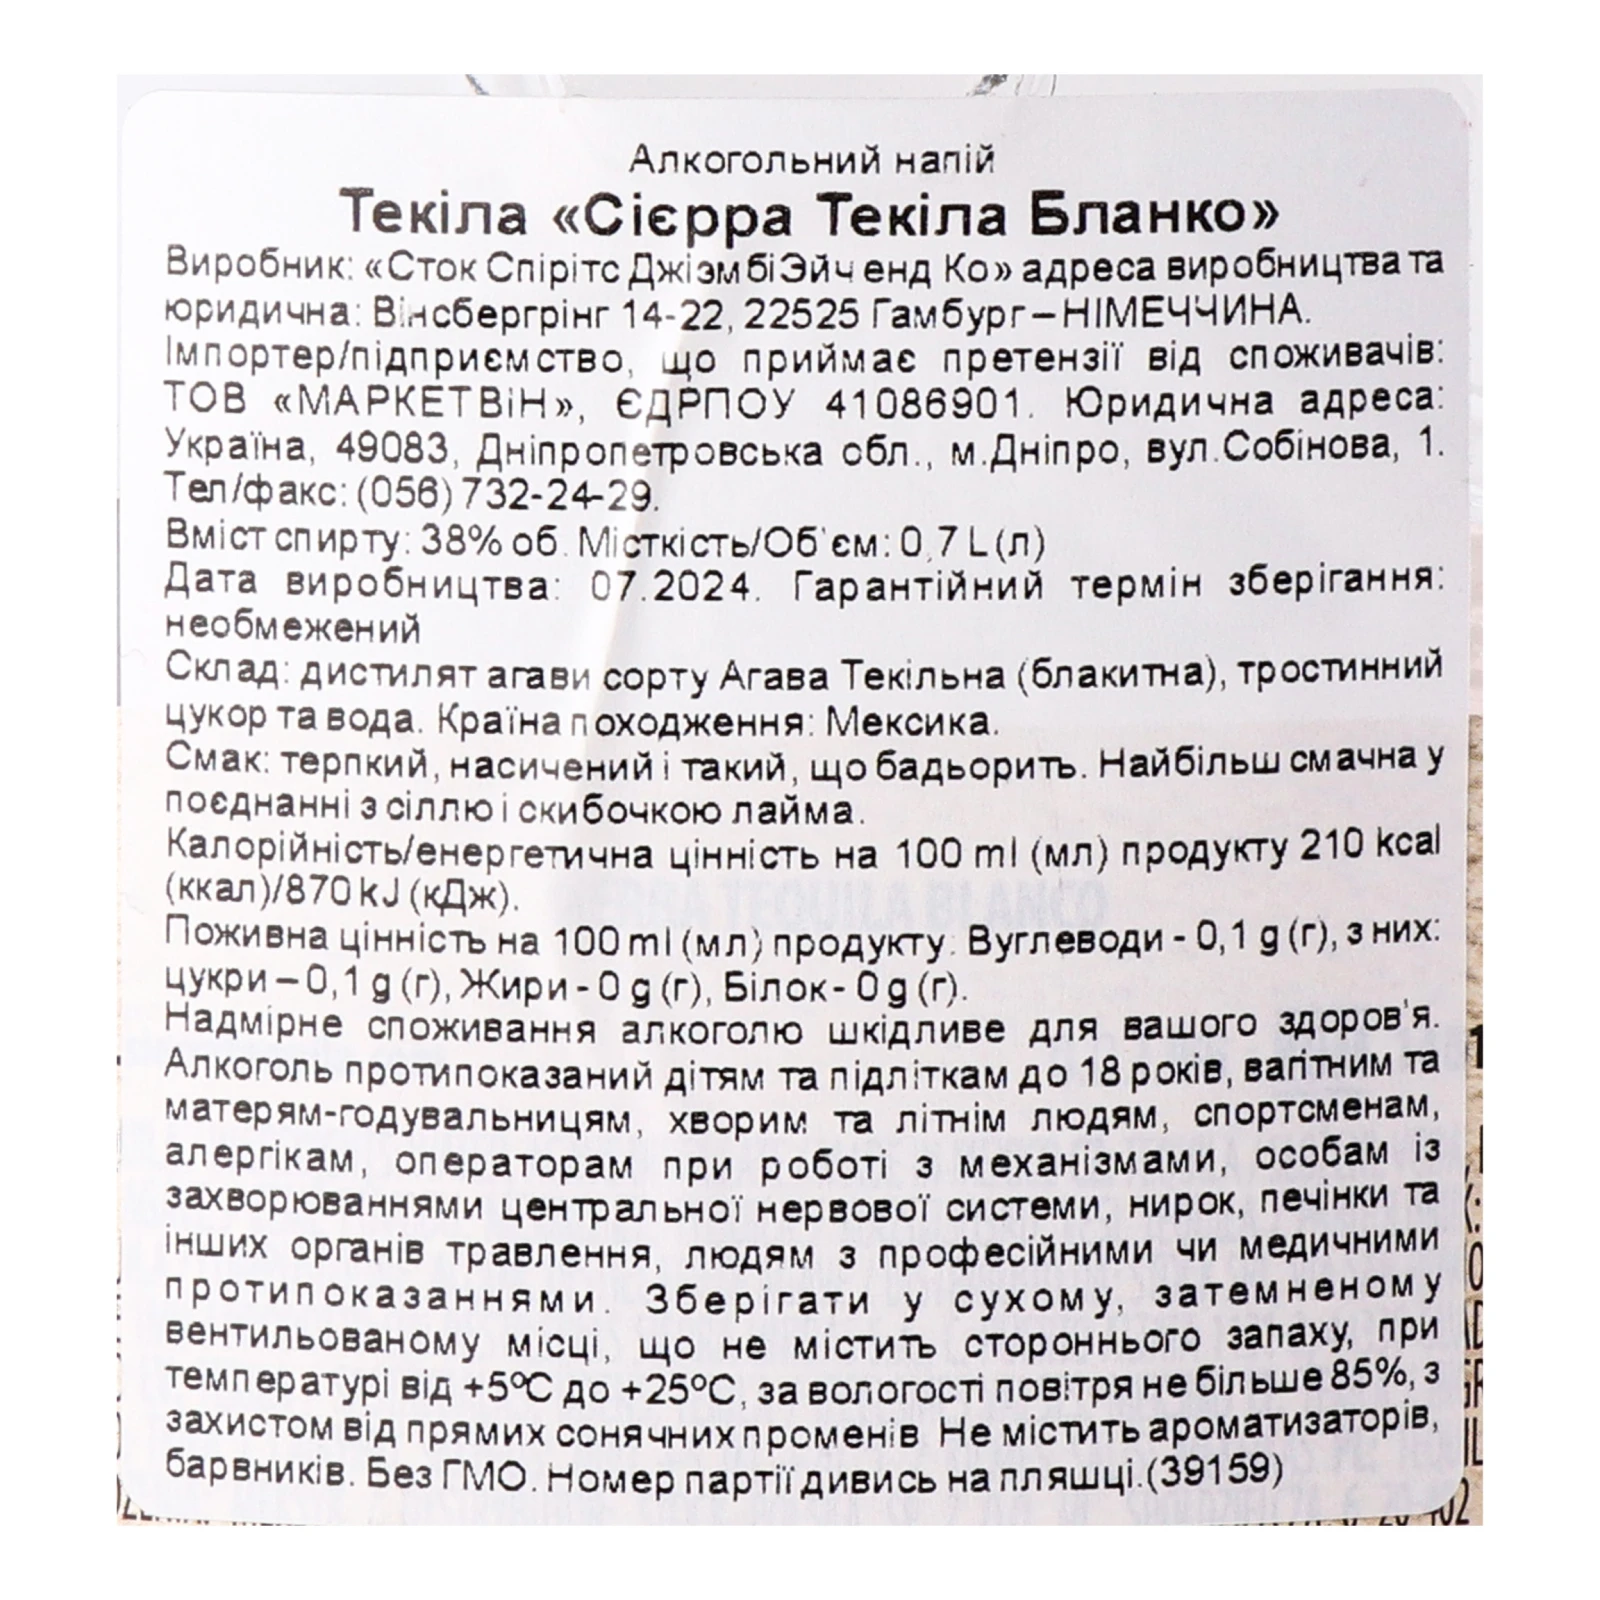 Алкогольний напій
Текіла «Сієрра Текіла Бланко»
Виробник: «Сток Спірітс ДжіэмбіЭйч енд Ко» адреса виробництва та
юридична: Вінсбергрінг 14-22, 22525 Гамбург – НІМЕЧЧИНА.
Імпортер/підприємство, що приймає претензії від споживачів:
ТОВ «МАРКЕТВіН», ЄДРПОУ 41086901. Юридична адреса:
Україна, 49083, Дніпропетровська обл., м.Дніпро, вул.Собінова, 1.
Тел/факс: (056) 732-24-29.
Вміст спирту: 38% об. Місткість/Об'єм: 0,7 L (л)
Дата виробництва: 07.2024. Гарантійний термін зберігання:
необмежений
Склад: дистилят агави сорту Агава Текільна (блакитна), тростинний
цукор та вода. Країна походження: Мексика.
Смак: терпкий, насичений і такий, що бадьорить. Найбільш смачна у
поєднанні з сіллю і скибочкою лайма.
Калорійність/енергетична цінність на 100 ml (мл) продукту 210 kcal
(ккал)/870 kJ (кДж).
Поживна цінність на 100 ml (мл) продукту: Вуглеводи - 0,1 g (г), з них:
цукри – 0,1 g (г), Жири - 0 g (г), Білок - 0 g (г).
Надмірне споживання алкоголю шкідливе для вашого здоров'я.
Алкоголь протипоказаний дітям та підліткам до 18 років, вагітним та
матерям-годувальницям, хворим та літнім людям, спортсменам,
алергікам, операторам при роботі з механізмами, особам із
захворюваннями центральної нервової системи, нирок, печінки та
інших органів травлення, людям з професійними чи медичними
протипоказаннями. Зберігати у сухому, затемненому
вентильованому місці, що не містить стороннього запаху, при
температурі від +5ºC до +25ºC, за вологості повітря не більше 85%, з
захистом від прямих сонячних променів. Не містить ароматизаторів,
барвників. Без ГМО. Номер партії дивись на пляшці.(39159)